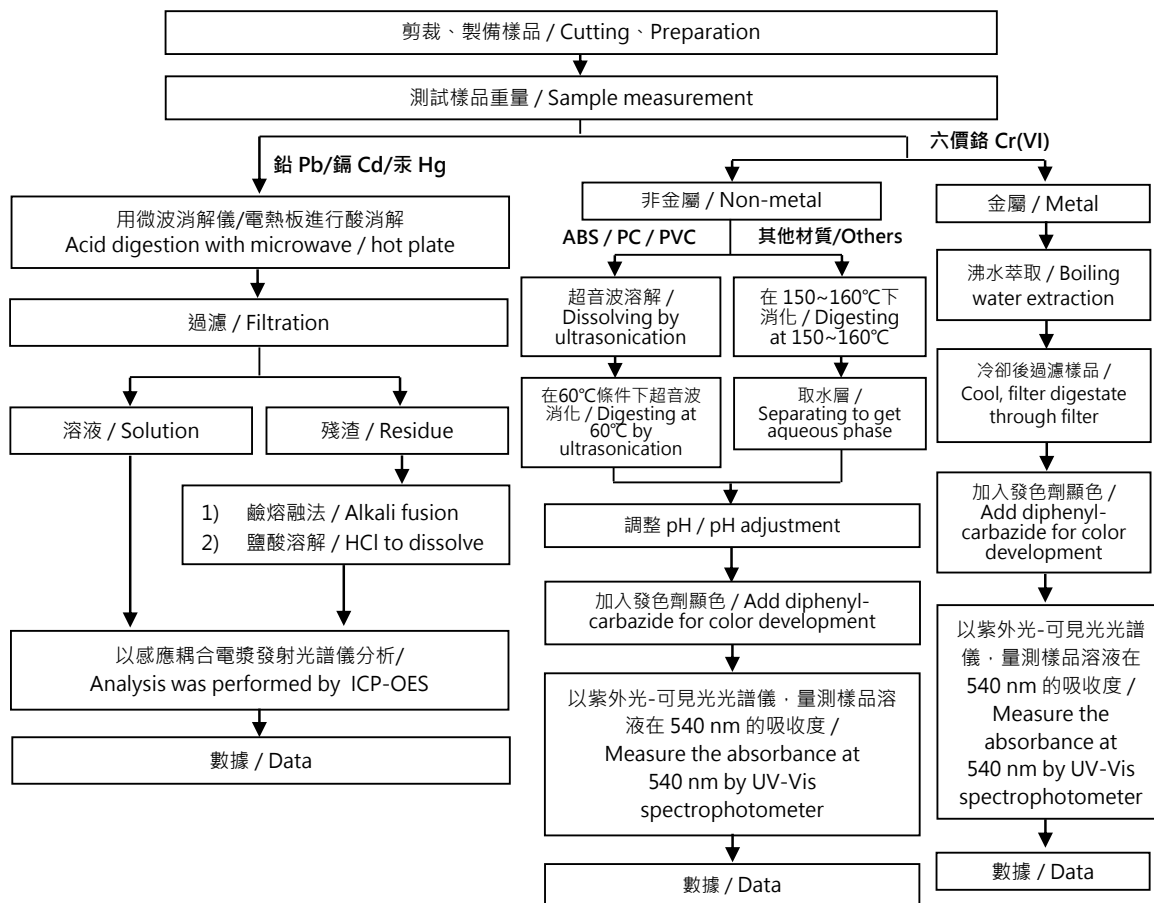 剪裁、製備樣品 / Cutting、Preparation
測試樣品重量 / Sample measurement
鉛 Pb/鎘 Cd/汞 Hg
用微波消解儀/電熱板進行酸消解
Acid digestion with microwave / hot plate
過濾 / Filtration
溶液 / Solution
殘渣 / Residue
1) 鹼熔融法 / Alkali fusion
2) 鹽酸溶解 / HCl to dissolve
以感應耦合電漿發射光譜儀分析/
Analysis was performed by ICP-OES
數據 / Data
六價鉻 Cr(VI)
非金屬 / Non-metal
ABS / PC / PVC
超音波溶解 /
Dissolving by
ultrasonication
在60℃條件下超音波
消化 / Digesting at
60℃ by
ultrasonication
其他材質/Others
在 150~160℃下
消化 / Digesting
at 150~160℃
取水層 /
Separating to get
aqueous phase
調整 pH / pH adjustment
加入發色劑顯色 / Add diphenyl-
carbazide for color development
以紫外光-可見光光譜儀，量測樣品溶
液在 540 nm 的吸收度 /
Measure the absorbance at
540 nm by UV-Vis
spectrophotometer
數據 / Data
金屬 / Metal
沸水萃取 / Boiling
water extraction
冷卻後過濾樣品 /
Cool, filter digestate
through filter
加入發色劑顯色 /
Add diphenyl-
carbazide for color
development
以紫外光-可見光光譜
儀，量測樣品溶液在
540 nm 的吸收度 /
Measure the
absorbance at
540 nm by UV-Vis
spectrophotometer
數據 / Data